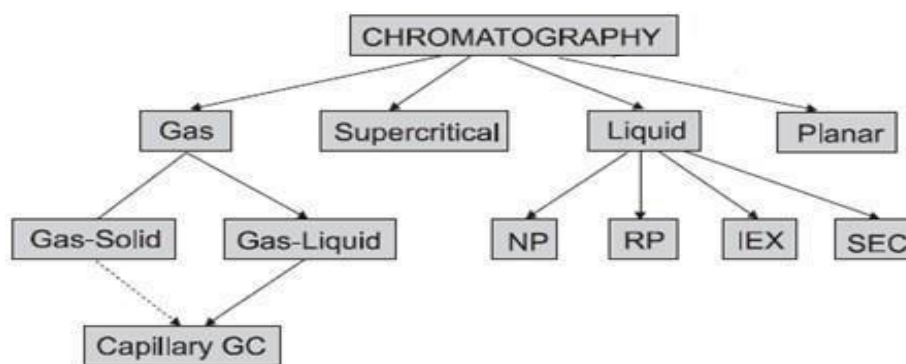 CHROMATOGRAPHY
Gas
Supercritical
Liquid
Planar
Gas-Solid
Gas-Liquid
NP
RP
IEX
SEC
Capillary GC